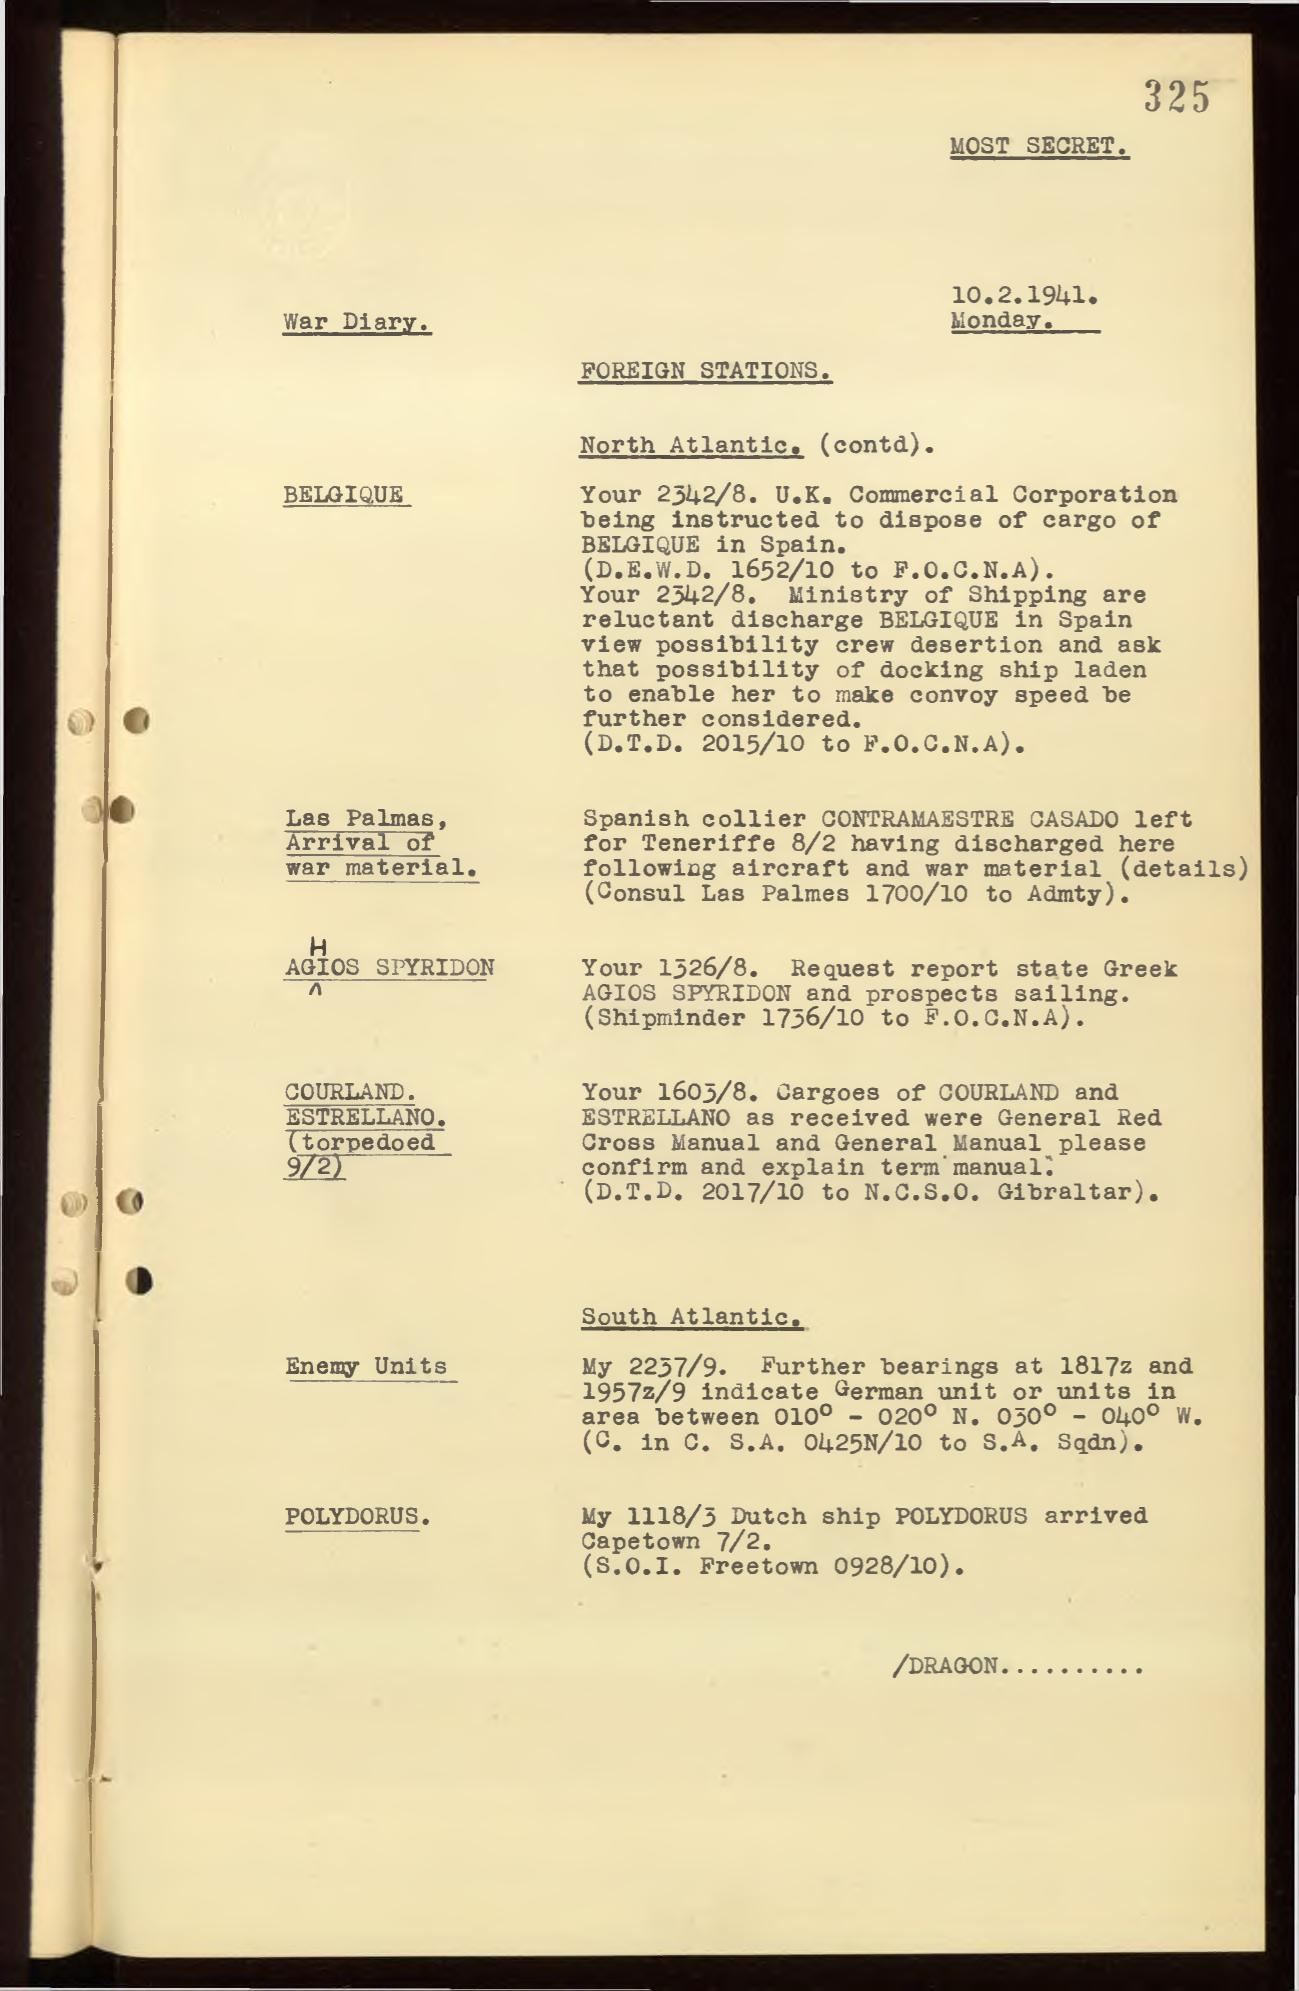 325
MOST SECRET.
10.2.1941.
War Diary.
Monday.
FOREIGN STATIONS.
North Atlantic. (contd).
BELGIQUE
Your 2342/8. U.K. Commercial Corporation
being instructed to dispose of cargo of
BELGIQUE in Spain.
(D.E.W.D. 1652/10 to F.O.C.N.A).
Your 2342/8. Ministry of Shipping are
reluctant discharge BELGIQUE in Spain
view possibility crew desertion and ask
that possibility of docking ship laden
to enable her to make convoy speed be
further considered.
(D.T.D. 2015/10 to F.O.C.N.A).
Las Palmas,
Arrival of
war material.
Spanish collier CONTRAMAESTRE CASADO left
for Teneriffe 8/2 having discharged here
following aircraft and war material (details)
(Consul Las Palmes 1700/10 to Admty).
H
AGIOS SPYRIDON
^
Your 1326/8. Request report state Greek
AGIOS SPYRIDON and prospects sailing.
(Shipminder 1736/10 to F.O.C.N.A).
COURLAND.
ESTRELLANO.
(torpedoed
9/2)
Your 1603/8. Cargoes of COURLAND and
ESTRELLANO as received were General Red
Cross Manual and General Manual please
confirm and explain term 'manual'.
(D.T.D. 2017/10 to N.C.S.O. Gibraltar).
South Atlantic.
Enemy Units
My 2237/9. Further bearings at 1817z and
1957z/9 indicate German unit or units in
area between 010° - 020° N. 030° - 040° W.
(C. in C. S.A. 0425N/10 to S.A. Sqdn).
POLYDORUS.
My 1118/3 Dutch ship POLYDORUS arrived
Capetown 7/2.
(S.O.I. Freetown 0928/10).
/DRAGON..........